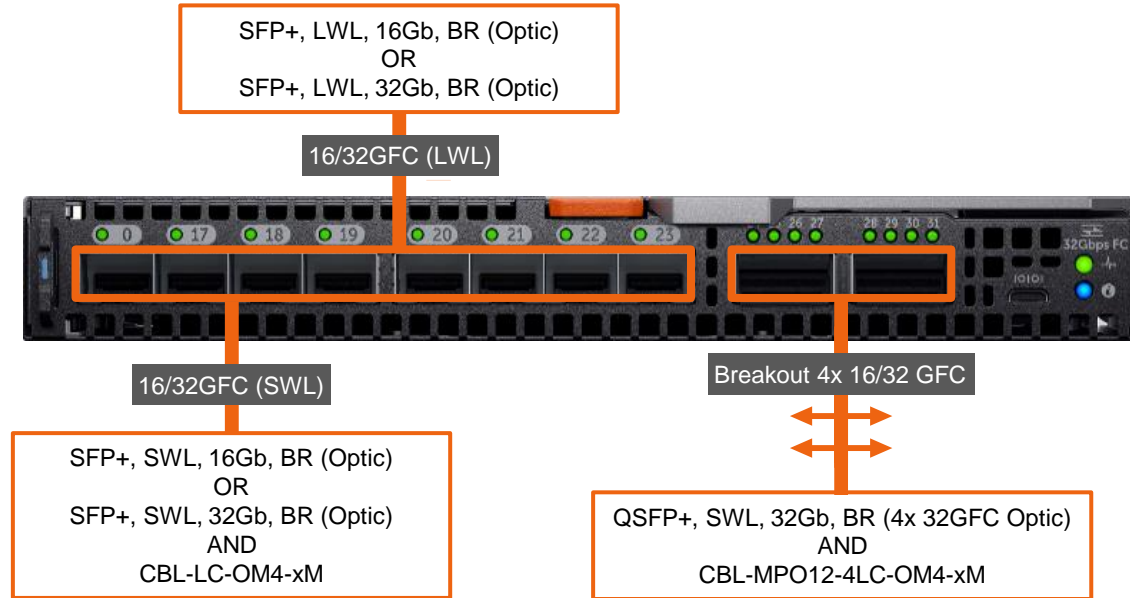 SFP+, LWL, 16Gb, BR (Optic)
OR
SFP+, LWL, 32Gb, BR (Optic)
16/32GFC (LWL)
0 17 18 19 20 21 22 23
26 27 28 29 30 31
32Gbps FC
IOIOI
16/32GFC (SWL)
Breakout 4x 16/32 GFC
SFP+, SWL, 16Gb, BR (Optic)
OR
SFP+, SWL, 32Gb, BR (Optic)
AND
CBL-LC-OM4-xM
QSFP+, SWL, 32Gb, BR (4x 32GFC Optic)
AND
CBL-MPO12-4LC-OM4-xM